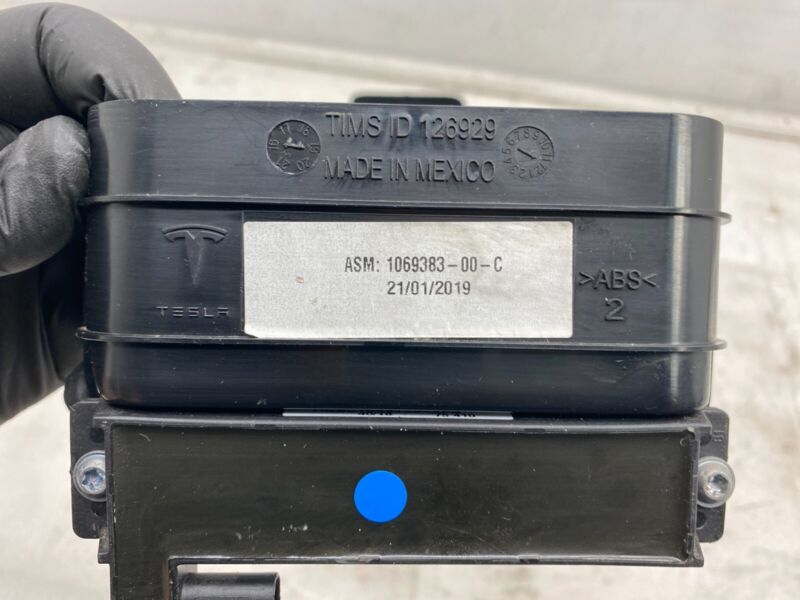 TIMS ID 126929
MADE IN MEXICO
TESLA
ASM: 1069383-00-C
21/01/2019
>ABS<
2